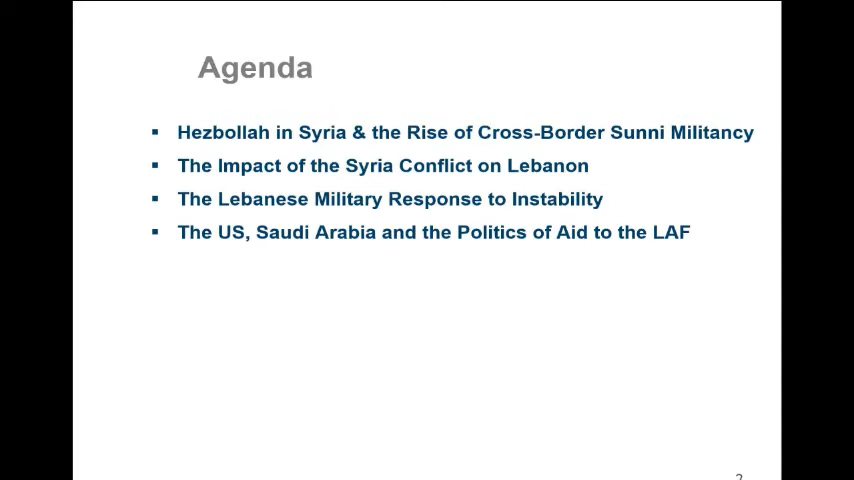 Agenda
▪ Hezbollah in Syria & the Rise of Cross-Border Sunni Militancy
▪ The Impact of the Syria Conflict on Lebanon
▪ The Lebanese Military Response to Instability
▪ The US, Saudi Arabia and the Politics of Aid to the LAF
2